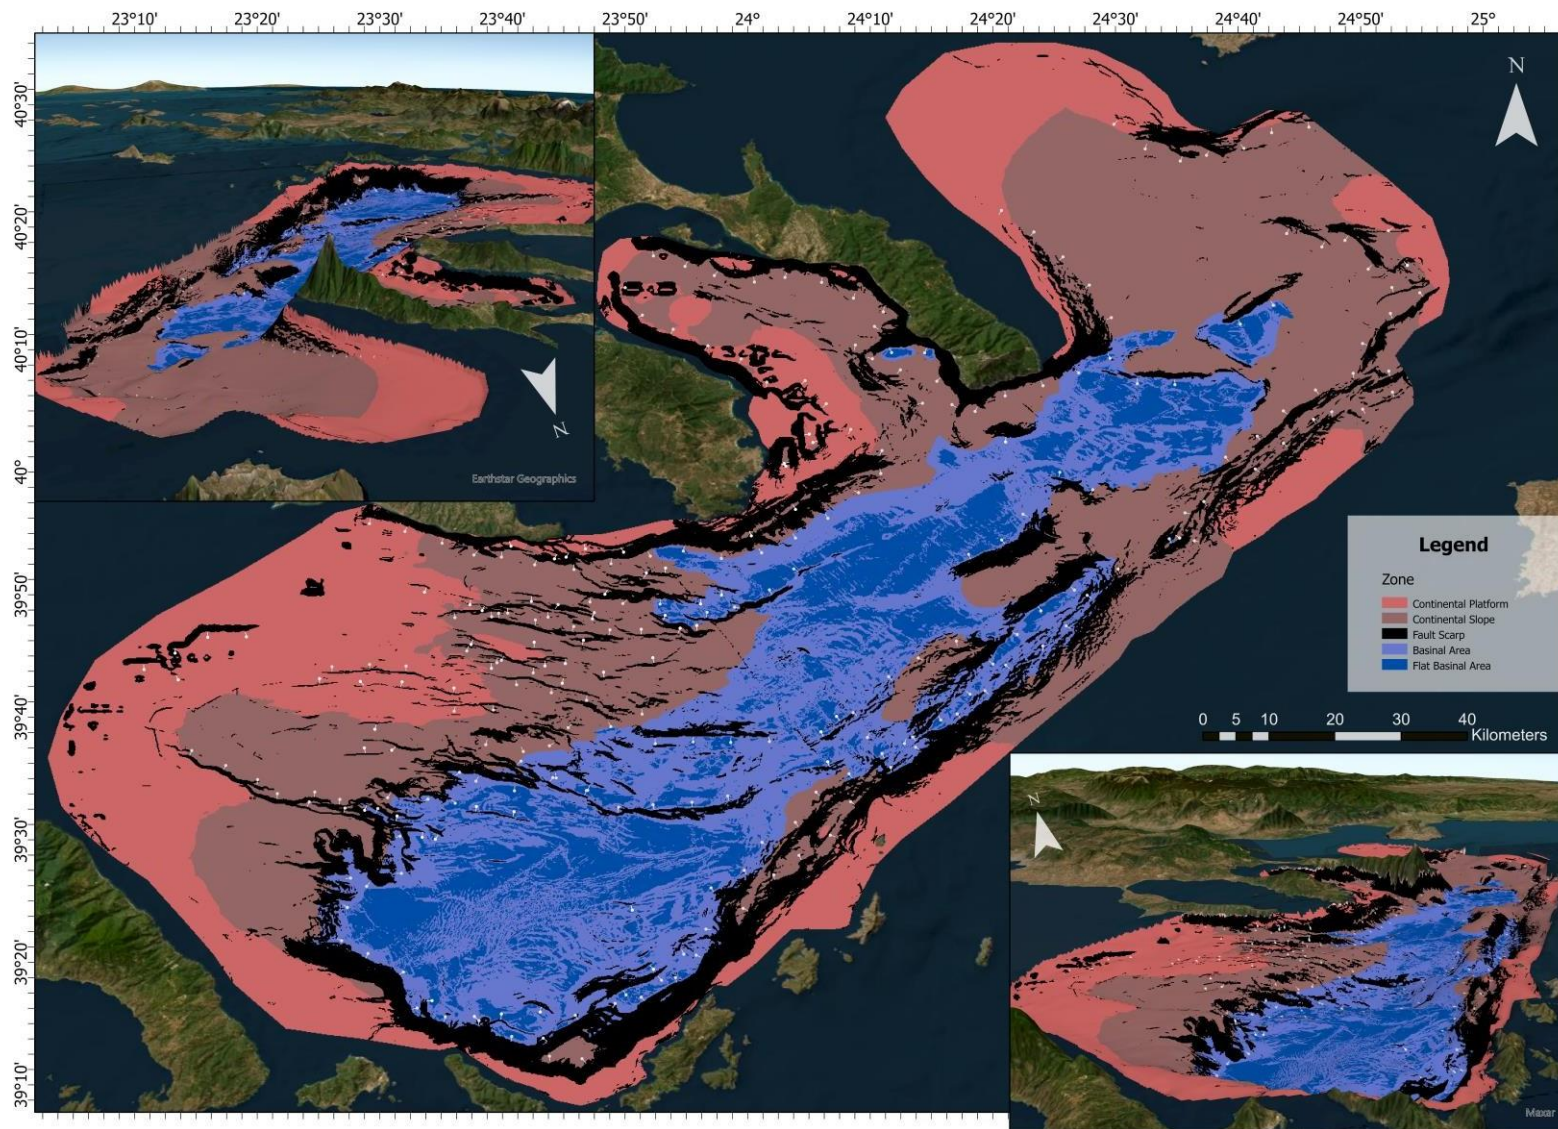 23°10' 23°20' 23°30' 23°40' 23°50' 24° 24°10' 24°20' 24°30' 24°40' 24°50' 25°
40°30'
40°20'
40°10'
40°
39°50'
39°40'
39°30'
39°20'
39°10'
N
N
Earthstar Geographics
Legend
Zone
Continental Platform
Continental Slope
Fault Scarp
Basinal Area
Flat Basinal Area
0 5 10 20 30 40
Kilometers
N
Maxar